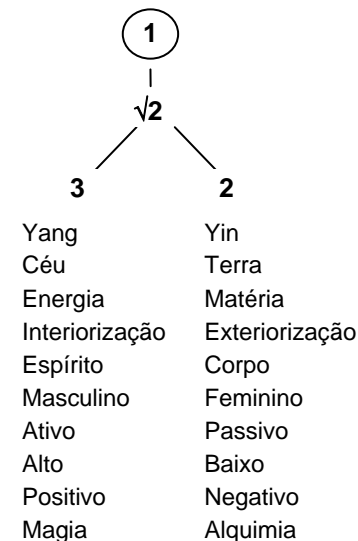 1
√2
3 2
Yang Yin
Céu Terra
Energia Matéria
Interiorização Exteriorização
Espírito Corpo
Masculino Feminino
Ativo Passivo
Alto Baixo
Positivo Negativo
Magia Alquimia